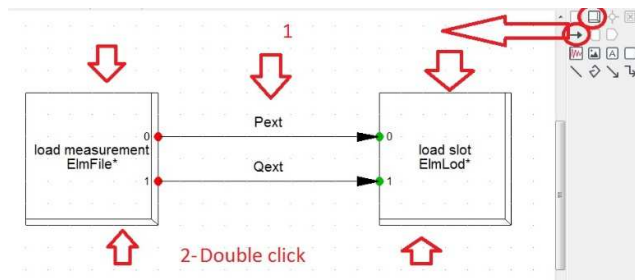 1
load measurement
ElmFile*
0
1
Pext
Qext
0
1
load slot
ElmLod*
2-Double click
A